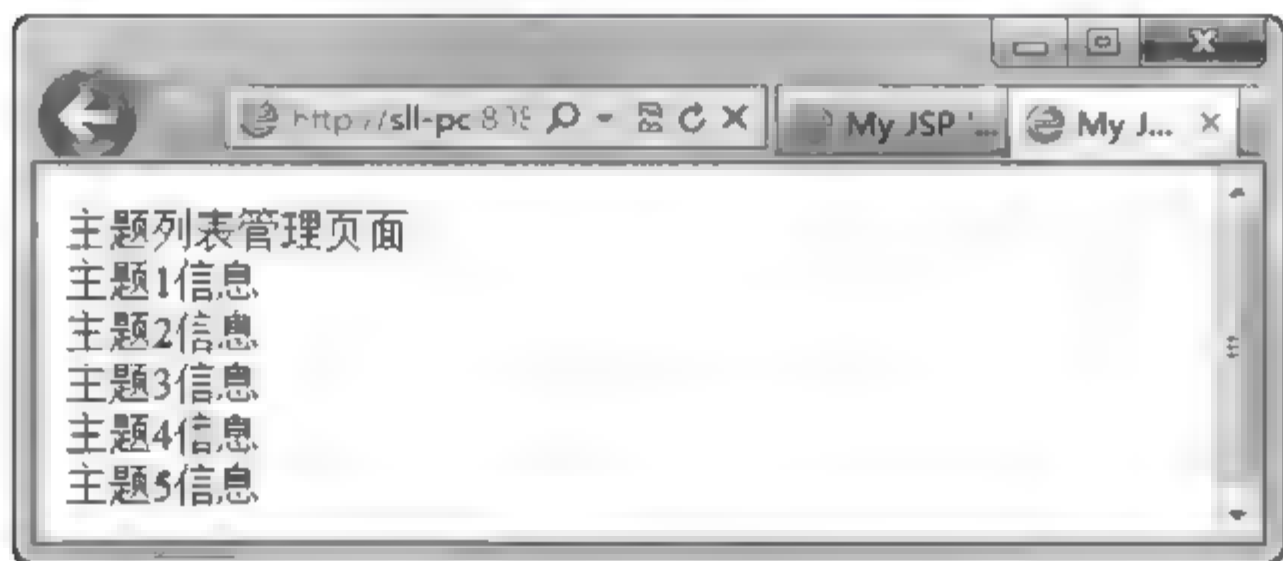 http://sll-pc:808
My JSP '...
My J...
主题列表管理页面
主题1信息
主题2信息
主题3信息
主题4信息
主题5信息